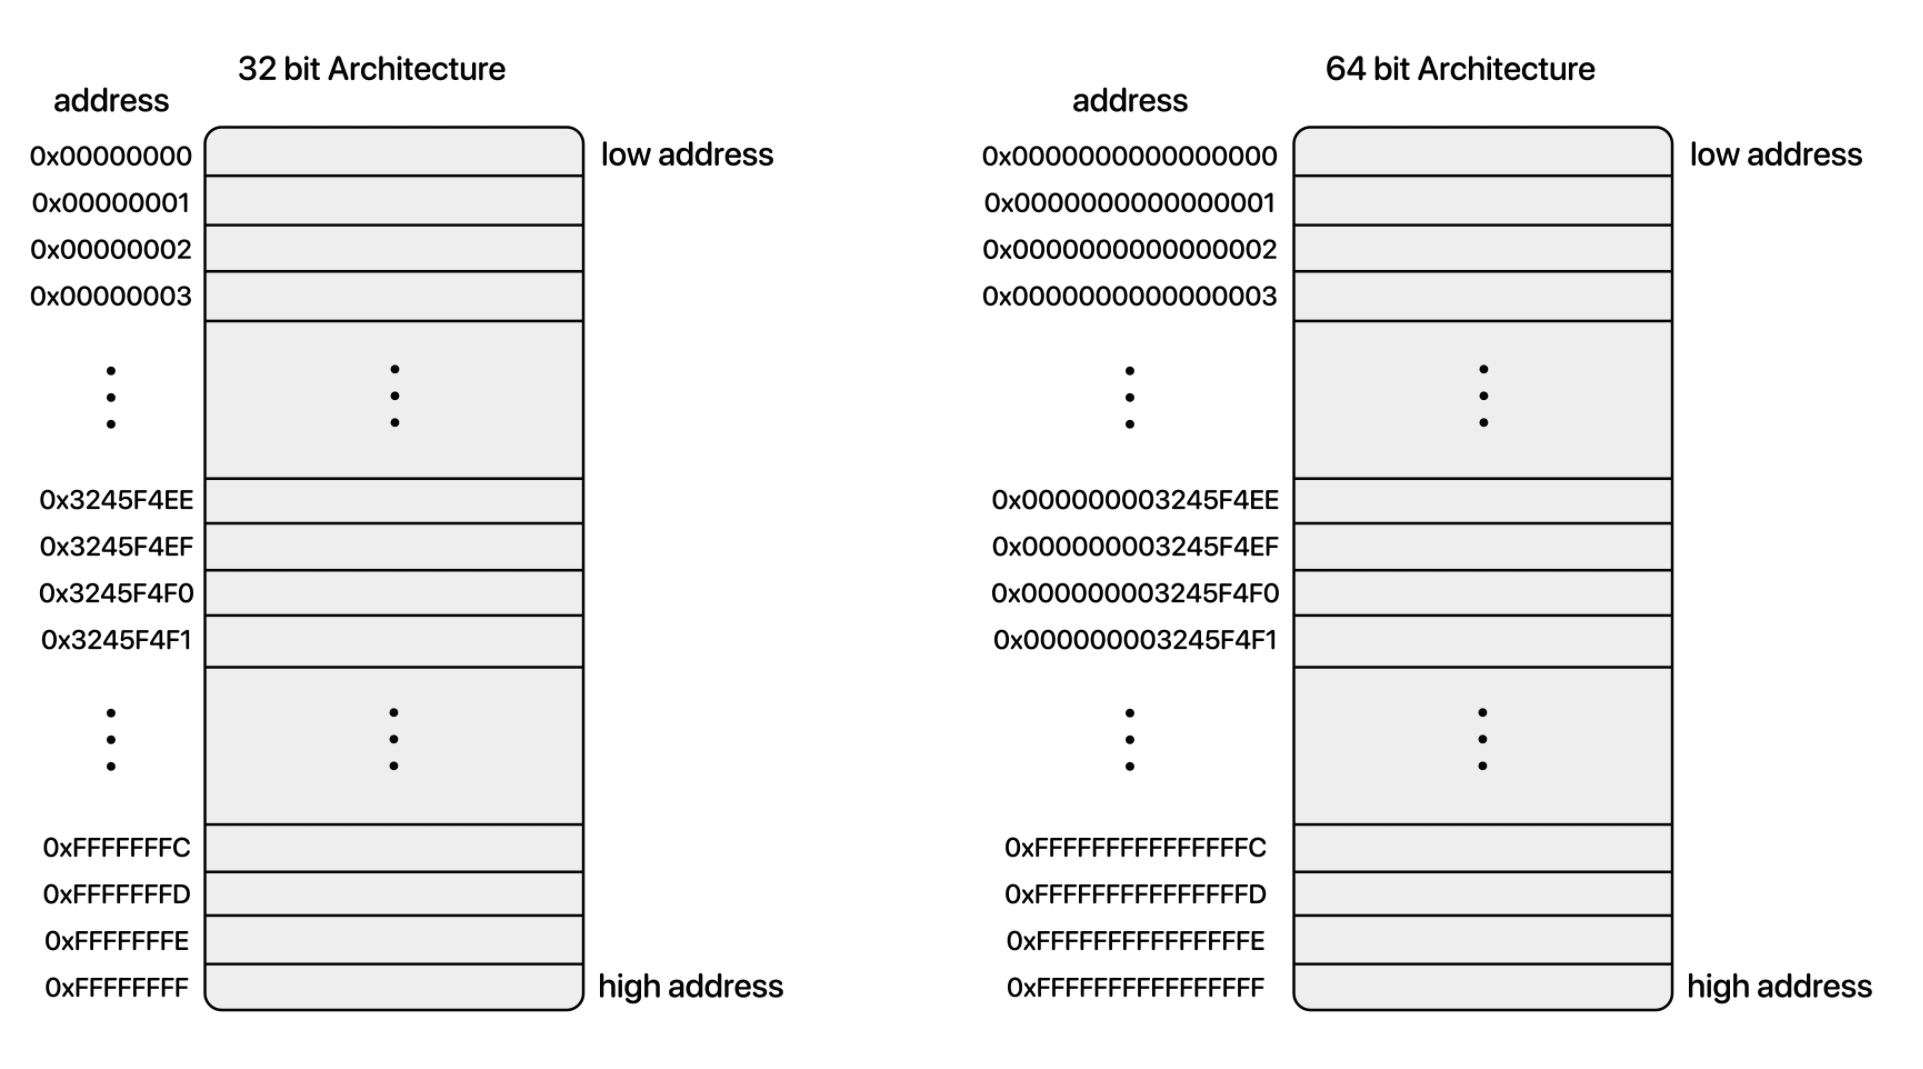 32 bit Architecture
address
0x00000000
low address
0x00000001
0x00000002
0x00000003
0x3245F4EE
0x3245F4EF
0x3245F4F0
0x3245F4F1
0xFFFFFFFC
0xFFFFFFFD
0xFFFFFFFE
0xFFFFFFFF
high address
64 bit Architecture
address
0x0000000000000000
low address
0x0000000000000001
0x0000000000000002
0x0000000000000003
0x000000003245F4EE
0x000000003245F4EF
0x000000003245F4F0
0x000000003245F4F1
0xFFFFFFFFFFFFFFFC
0xFFFFFFFFFFFFFFFD
0xFFFFFFFFFFFFFFFE
0xFFFFFFFFFFFFFFFF
high address